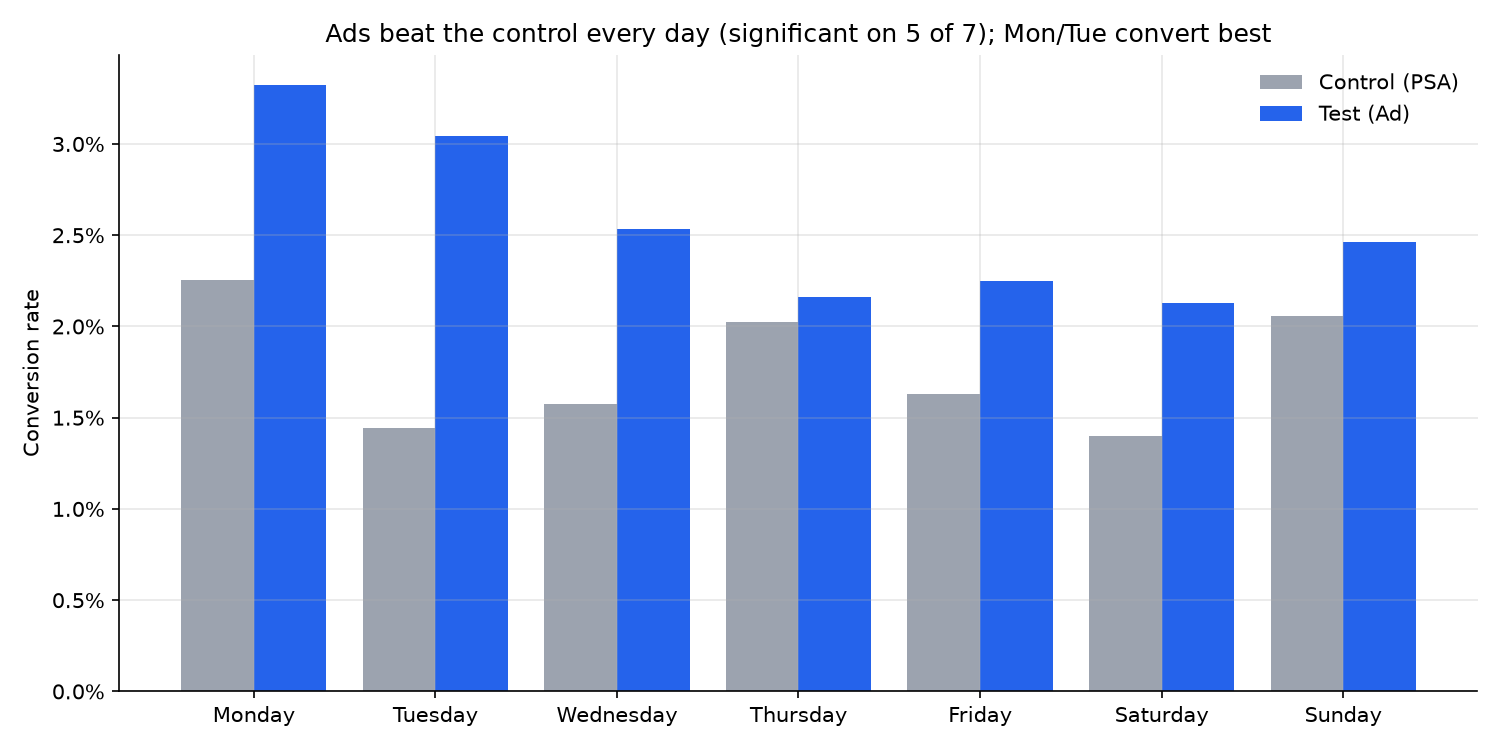 Ads beat the control every day (significant on 5 of 7); Mon/Tue convert best
Control (PSA)
Test (Ad)
Conversion rate
3.0%
2.5%
2.0%
1.5%
1.0%
0.5%
0.0%
Monday
Tuesday
Wednesday
Thursday
Friday
Saturday
Sunday